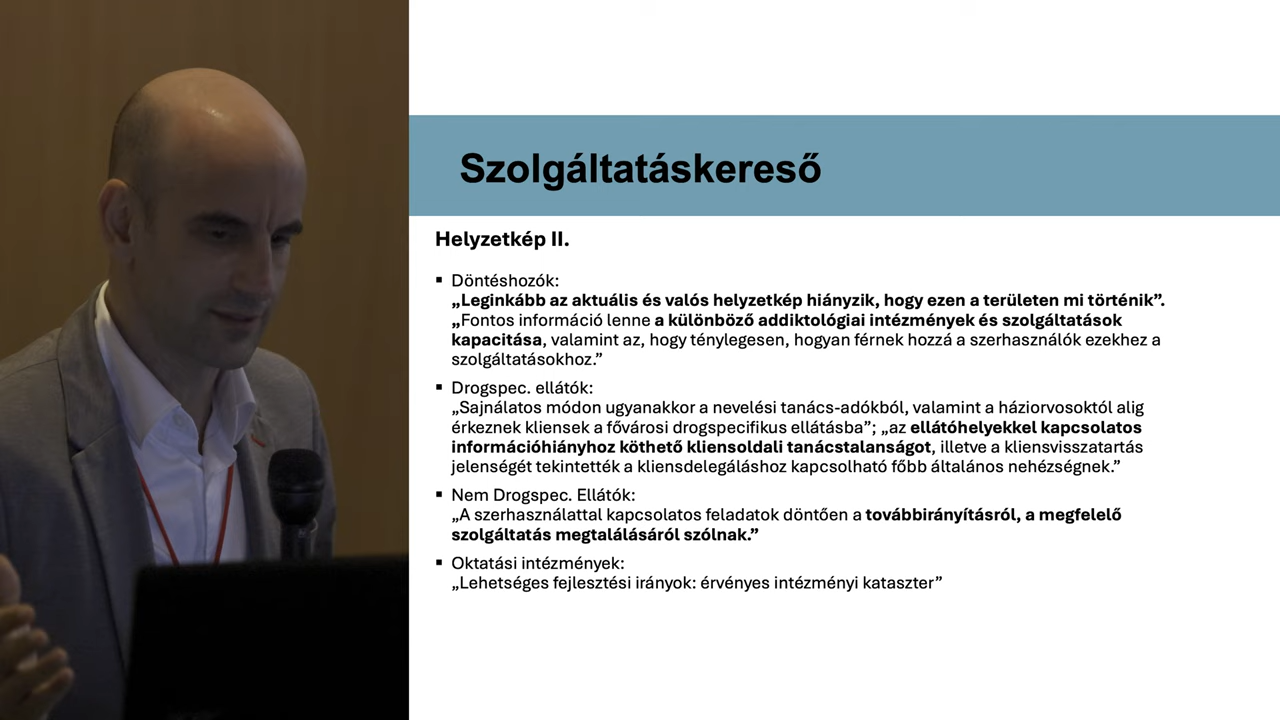 Szolgáltatáskereső
Helyzetkép II.
▪ Döntéshozók:
„Leginkább az aktuális és valós helyzetkép hiányzik, hogy ezen a területen mi történik”.
„Fontos információ lenne a különböző addiktológiai intézmények és szolgáltatások
kapacitása, valamint az, hogy ténylegesen, hogyan férnek hozzá a szerhasználók ezekhez a
szolgáltatásokhoz.”
▪ Drogspec. ellátók:
„Sajnálatos módon ugyanakkor a nevelési tanács-adókból, valamint a háziorvosoktól alig
érkeznek kliensek a fővárosi drogspecifikus ellátásba”; „az ellátóhelyekkel kapcsolatos
információhiányhoz köthető kliensoldali tanácstalanságot, illetve a kliensvisszatartás
jelenségét tekintették a kliensdelegáláshoz kapcsolható főbb általános nehézségnek.”
▪ Nem Drogspec. Ellátók:
„A szerhasználattal kapcsolatos feladatok döntően a továbbirányításról, a megfelelő
szolgáltatás megtalálásáról szólnak.”
▪ Oktatási intézmények:
„Lehetséges fejlesztési irányok: érvényes intézményi kataszter”